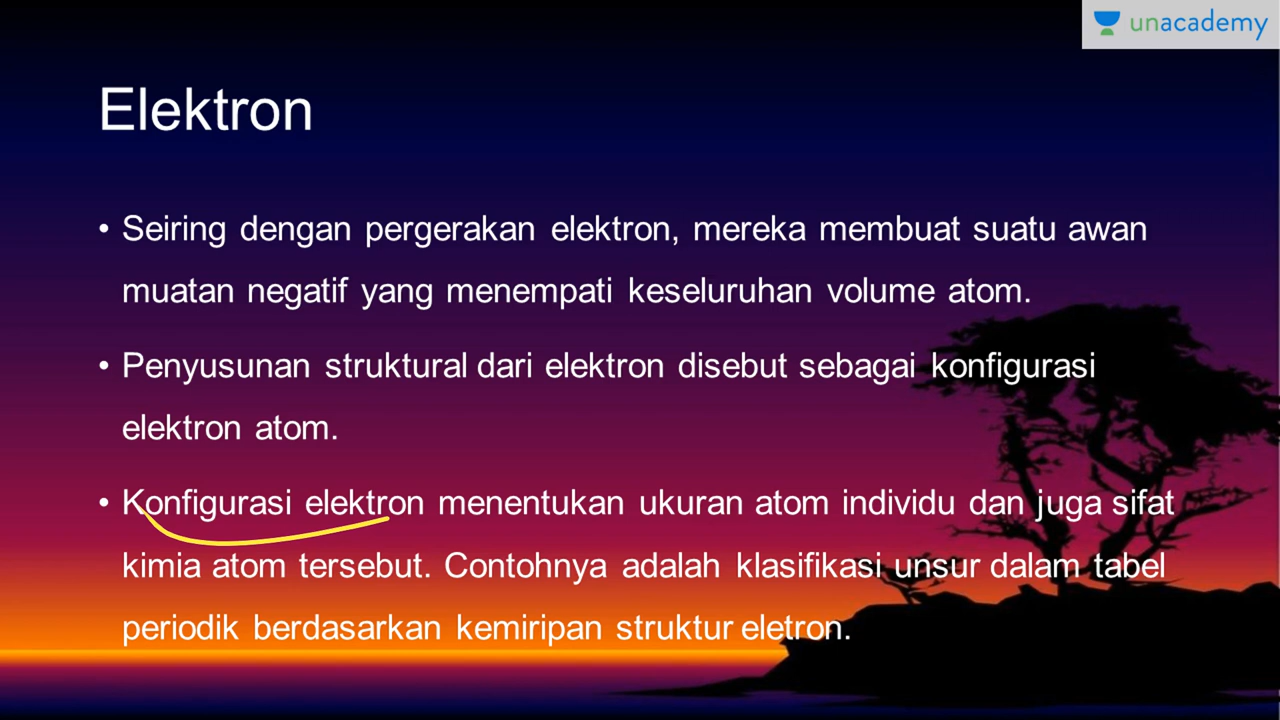 unacademy
Elektron
• Seiring dengan pergerakan elektron, mereka membuat suatu awan
muatan negatif yang menempati keseluruhan volume atom.
• Penyusunan struktural dari elektron disebut sebagai konfigurasi
elektron atom.
• Konfigurasi elektron menentukan ukuran atom individu dan juga sifat
kimia atom tersebut. Contohnya adalah klasifikasi unsur dalam tabel
periodik berdasarkan kemiripan struktur eletron.